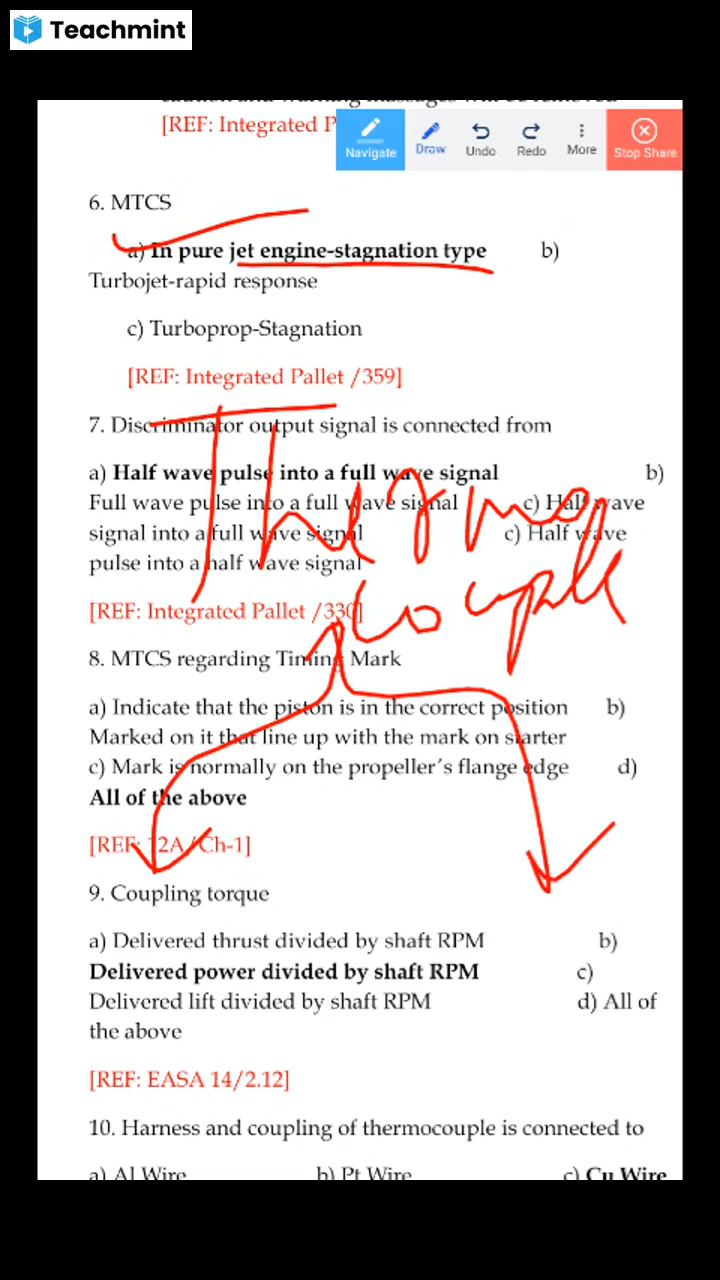 Teachmint
[REF: Integrated P
Navigate Draw Undo Redo More Stop Share
6. MTCS
a) In pure jet engine-stagnation type b)
Turbojet-rapid response
c) Turboprop-Stagnation
[REF: Integrated Pallet /359]
7. Discriminator output signal is connected from
a) Half wave pulse into a full wave signal b)
Full wave pulse into a full wave signal c) Half wave
signal into a full wave signal c) Half wave
pulse into a half wave signal
Thermo
couple
[REF: Integrated Pallet /330]
8. MTCS regarding Timing Mark
a) Indicate that the piston is in the correct position b)
Marked on it that line up with the mark on starter
c) Mark is normally on the propeller's flange edge d)
All of the above
[REF: 12A/Ch-1]
9. Coupling torque
a) Delivered thrust divided by shaft RPM b)
Delivered power divided by shaft RPM c)
Delivered lift divided by shaft RPM d) All of
the above
[REF: EASA 14/2.12]
10. Harness and coupling of thermocouple is connected to
a) Al Wire b) Pt Wire c) Cu Wire